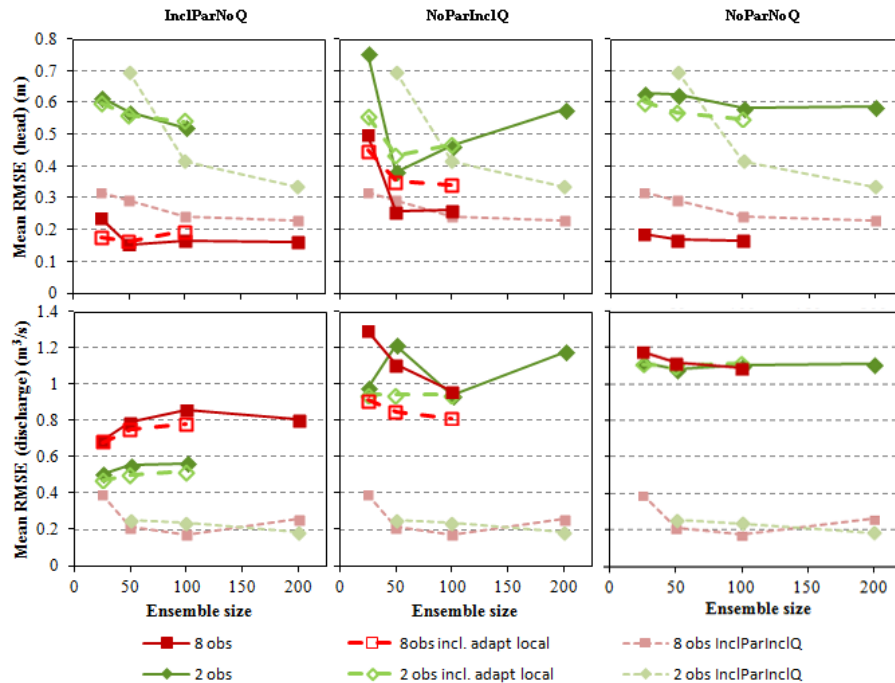 InclParNoQ
NoParInclQ
NoParNoQ
Mean RMSE (head) (m)
0.8
0.7
0.6
0.5
0.4
0.3
0.2
0.1
0
Mean RMSE (discharge) (m³/s)
1.4
1.2
1
0.8
0.6
0.4
0.2
0
0 50 100 150 200
0 50 100 150 200
0 50 100 150 200
Ensemble size
Ensemble size
Ensemble size
8 obs
8obs incl. adapt local
8 obs InclParInclQ
2 obs
2 obs incl. adapt local
2 obs InclParInclQ